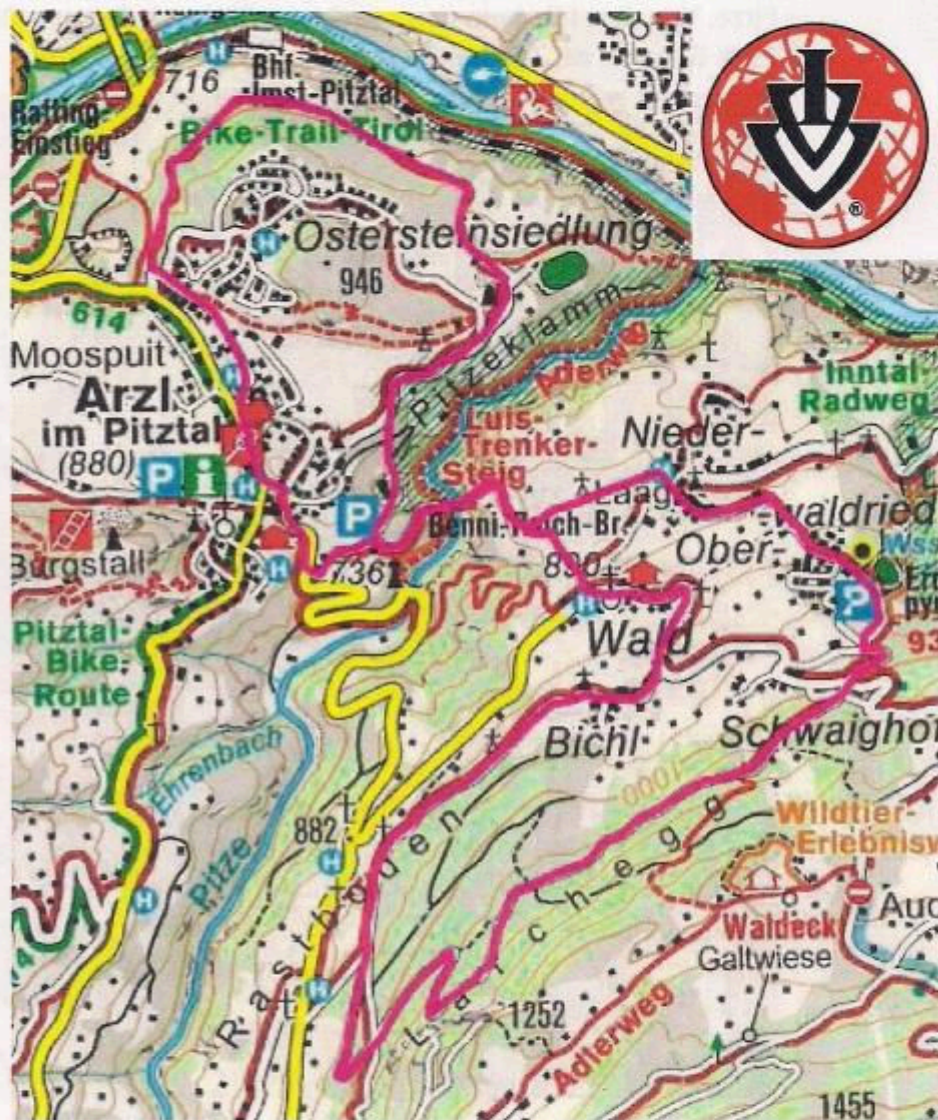 716
Bhf.
Imst-Pitztal
Rafting-
Einstieg
Bike-Trail-Tirol
H
Ostersteinsiedlung
946
614
Moospuit
Arzl
im Pitztal
(880)
P i H
Pitzeklamm
Adlerweg
Luis-
Trenker-
Steig
Inntal-
Radweg
Nieder-
waldried
Laag
P
Benni-Raich-Br.
736
890
Ober-
Wald
H
P
Burgstall
Pitztal-
Bike-
Route
Bichl
Schwaighof
Ehrenbach
Pitze
1000
882
H
Rastboden
Laichegg
Wildtier-
Erlebnisw
Waldeck
Galtwiese
H
1252
Adlerweg
1455
IVV
®